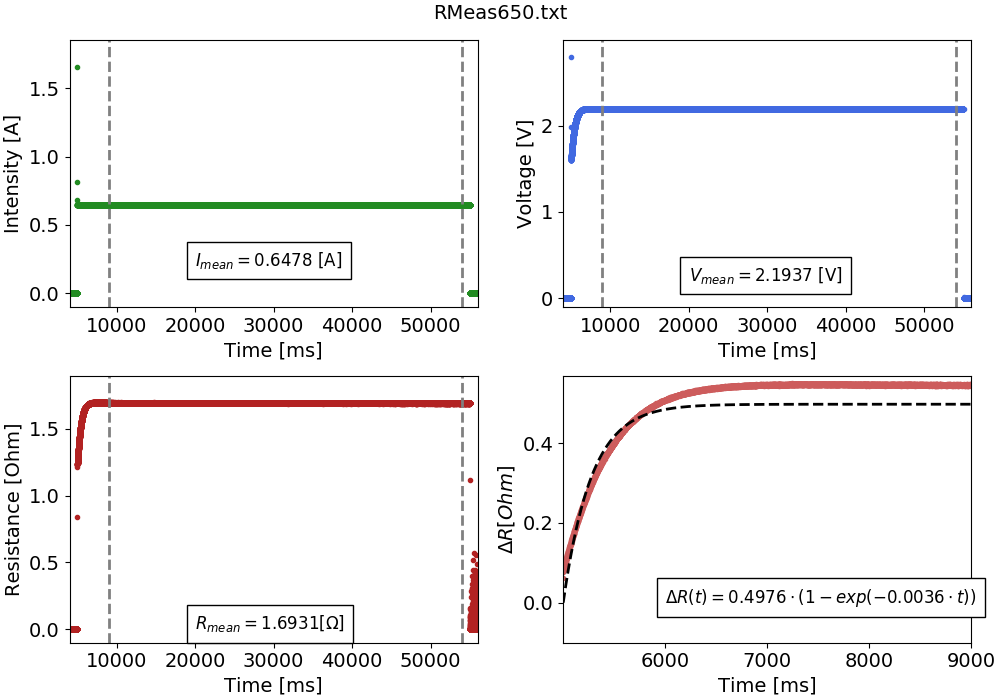 RMeas650.txt
Intensity [A]
1.5
1.0
0.5
0.0
I_mean = 0.6478 [A]
10000 20000 30000 40000 50000
Time [ms]
Voltage [V]
2
1
0
V_mean = 2.1937 [V]
10000 20000 30000 40000 50000
Time [ms]
Resistance [Ohm]
1.5
1.0
0.5
0.0
R_mean = 1.6931[Ω]
10000 20000 30000 40000 50000
Time [ms]
ΔR[Ohm]
0.4
0.2
0.0
ΔR(t) = 0.4976 · (1 − exp(−0.0036 · t))
6000 7000 8000 9000
Time [ms]